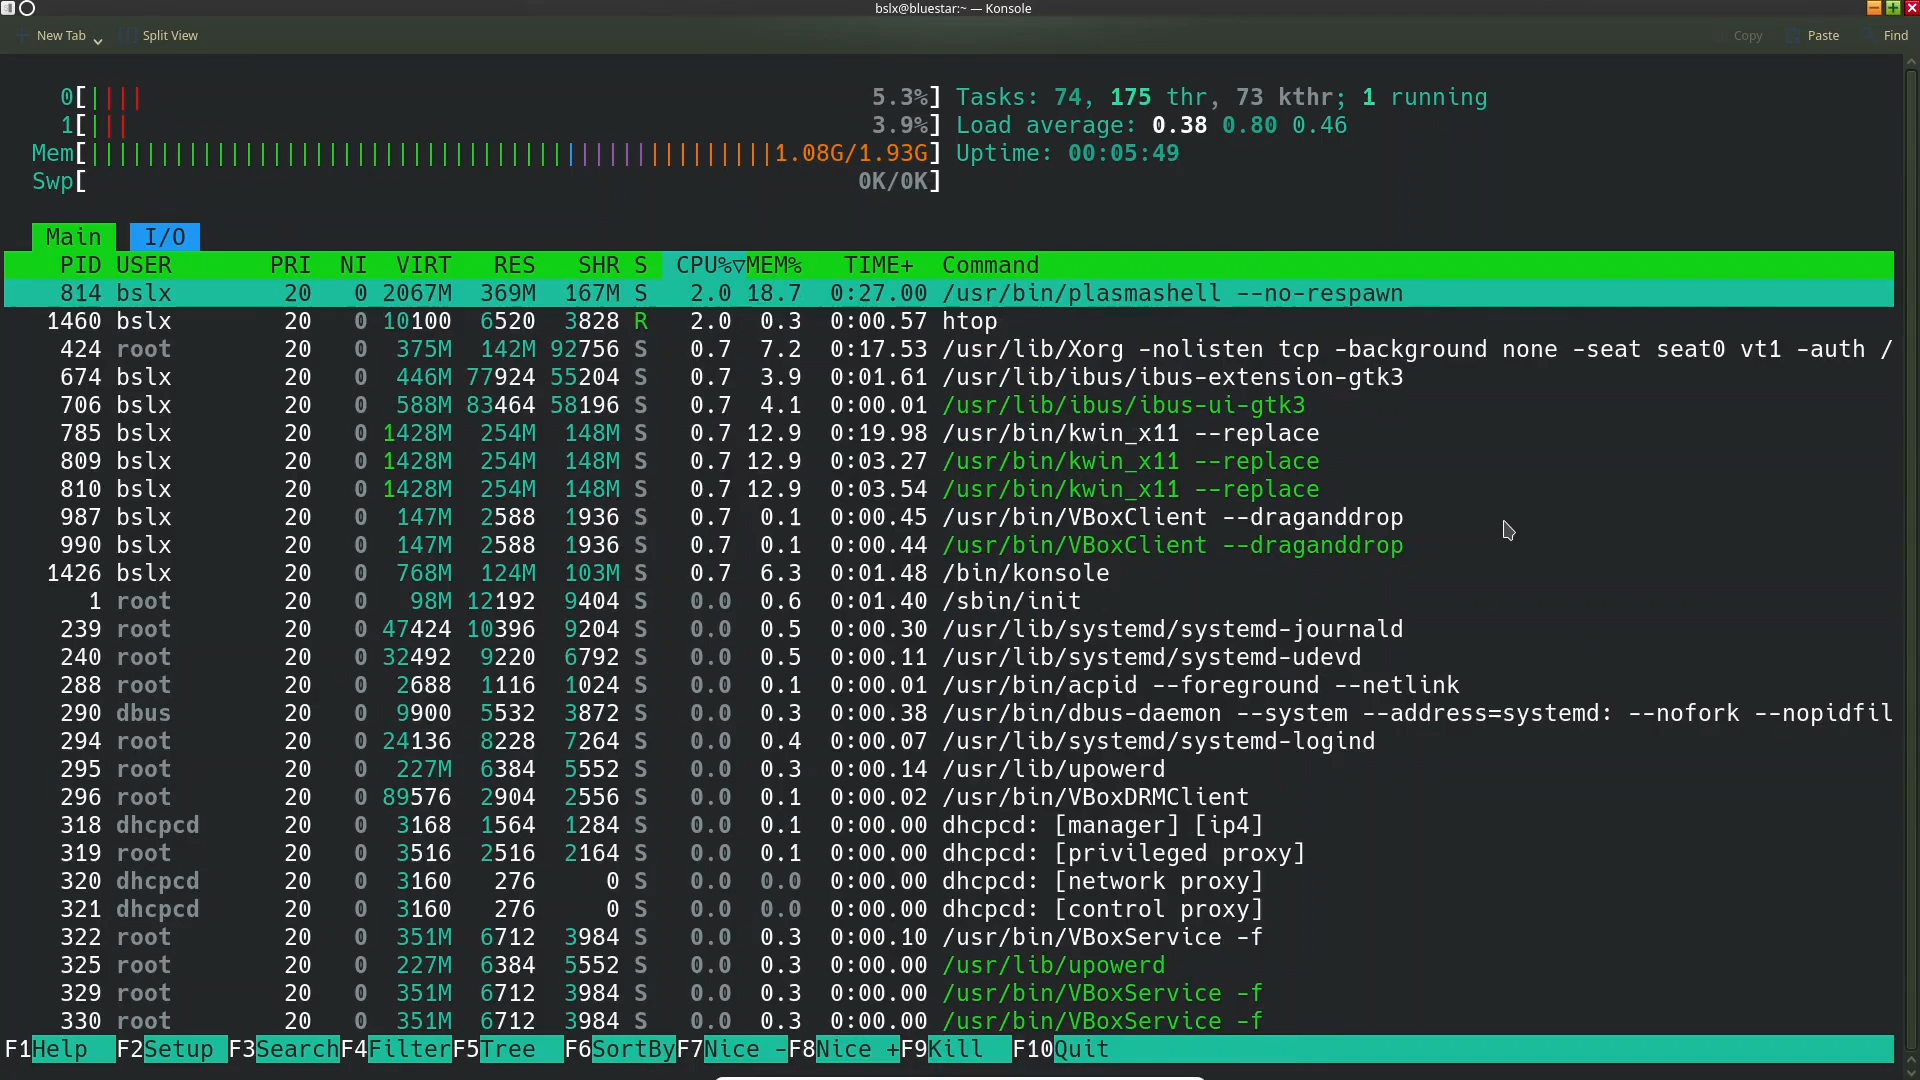 bslx@bluestar:~ — Konsole
New Tab Split View Copy Paste Find
0[|||| 5.3%] Tasks: 74, 175 thr, 73 kthr; 1 running
1[||| 3.9%] Load average: 0.38 0.80 0.46
Mem[|||||||||||||||||||||||||||||||||||||||||||||||||1.08G/1.93G] Uptime: 00:05:49
Swp[ 0K/0K]
Main I/O
PID USER PRI NI VIRT RES SHR S CPU%▽MEM% TIME+ Command
814 bslx 20 0 2067M 369M 167M S 2.0 18.7 0:27.00 /usr/bin/plasmashell --no-respawn
1460 bslx 20 0 10100 6520 3828 R 2.0 0.3 0:00.57 htop
424 root 20 0 375M 142M 92756 S 0.7 7.2 0:17.53 /usr/lib/Xorg -nolisten tcp -background none -seat seat0 vt1 -auth /
674 bslx 20 0 446M 77924 55204 S 0.7 3.9 0:01.61 /usr/lib/ibus/ibus-extension-gtk3
706 bslx 20 0 588M 83464 58196 S 0.7 4.1 0:00.01 /usr/lib/ibus/ibus-ui-gtk3
785 bslx 20 0 1428M 254M 148M S 0.7 12.9 0:19.98 /usr/bin/kwin_x11 --replace
809 bslx 20 0 1428M 254M 148M S 0.7 12.9 0:03.27 /usr/bin/kwin_x11 --replace
810 bslx 20 0 1428M 254M 148M S 0.7 12.9 0:03.54 /usr/bin/kwin_x11 --replace
987 bslx 20 0 147M 2588 1936 S 0.7 0.1 0:00.45 /usr/bin/VBoxClient --draganddrop
990 bslx 20 0 147M 2588 1936 S 0.7 0.1 0:00.44 /usr/bin/VBoxClient --draganddrop
1426 bslx 20 0 768M 124M 103M S 0.7 6.3 0:01.48 /bin/konsole
1 root 20 0 98M 12192 9404 S 0.0 0.6 0:01.40 /sbin/init
239 root 20 0 47424 10396 9204 S 0.0 0.5 0:00.30 /usr/lib/systemd/systemd-journald
240 root 20 0 32492 9220 6792 S 0.0 0.5 0:00.11 /usr/lib/systemd/systemd-udevd
288 root 20 0 2688 1116 1024 S 0.0 0.1 0:00.01 /usr/bin/acpid --foreground --netlink
290 dbus 20 0 9900 5532 3872 S 0.0 0.3 0:00.38 /usr/bin/dbus-daemon --system --address=systemd: --nofork --nopidfil
294 root 20 0 24136 8228 7264 S 0.0 0.4 0:00.07 /usr/lib/systemd/systemd-logind
295 root 20 0 227M 6384 5552 S 0.0 0.3 0:00.14 /usr/lib/upowerd
296 root 20 0 89576 2904 2556 S 0.0 0.1 0:00.02 /usr/bin/VBoxDRMClient
318 dhcpcd 20 0 3168 1564 1284 S 0.0 0.1 0:00.00 dhcpcd: [manager] [ip4]
319 root 20 0 3516 2516 2164 S 0.0 0.1 0:00.00 dhcpcd: [privileged proxy]
320 dhcpcd 20 0 3160 276 0 S 0.0 0.0 0:00.00 dhcpcd: [network proxy]
321 dhcpcd 20 0 3160 276 0 S 0.0 0.0 0:00.00 dhcpcd: [control proxy]
322 root 20 0 351M 6712 3984 S 0.0 0.3 0:00.10 /usr/bin/VBoxService -f
325 root 20 0 227M 6384 5552 S 0.0 0.3 0:00.00 /usr/lib/upowerd
329 root 20 0 351M 6712 3984 S 0.0 0.3 0:00.00 /usr/bin/VBoxService -f
330 root 20 0 351M 6712 3984 S 0.0 0.3 0:00.00 /usr/bin/VBoxService -f
F1Help F2Setup F3SearchF4FilterF5Tree F6SortByF7Nice -F8Nice +F9Kill F10Quit